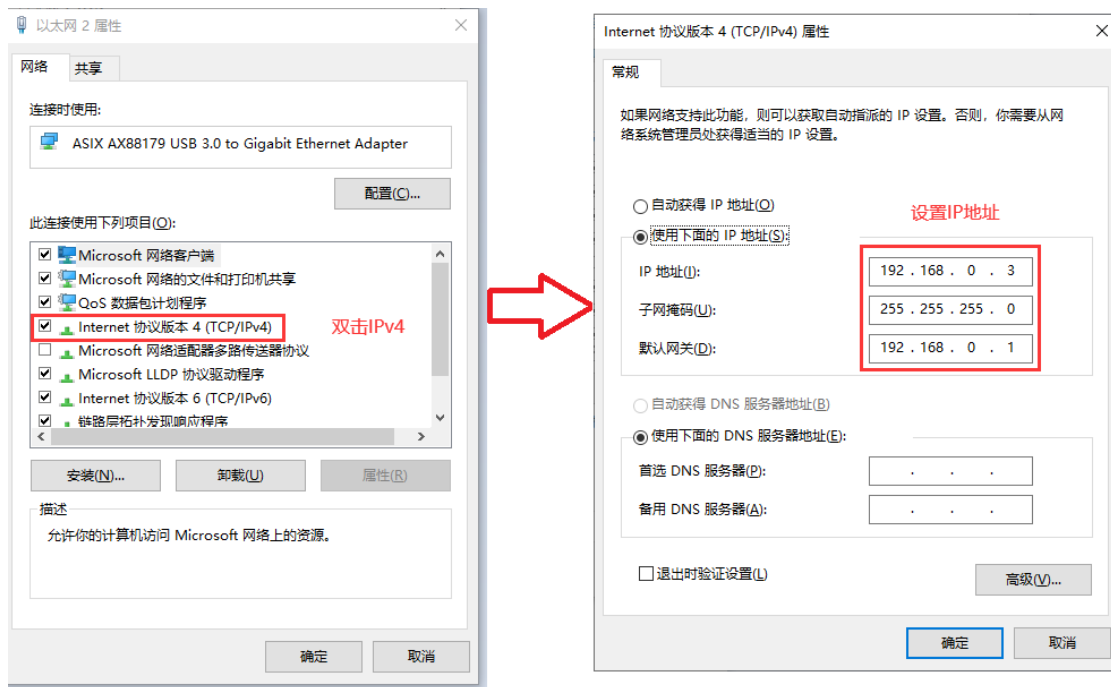 以太网 2 属性
网络
共享
连接时使用:
ASIX AX88179 USB 3.0 to Gigabit Ethernet Adapter
配置(C)...
此连接使用下列项目(O):
Microsoft 网络客户端
Microsoft 网络的文件和打印机共享
QoS 数据包计划程序
Internet 协议版本 4 (TCP/IPv4)
双击IPv4
Microsoft 网络适配器多路传送器协议
Microsoft LLDP 协议驱动程序
Internet 协议版本 6 (TCP/IPv6)
链路层拓扑发现响应程序
安装(N)...
卸载(U)
属性(R)
描述
允许你的计算机访问 Microsoft 网络上的资源。
确定
取消
Internet 协议版本 4 (TCP/IPv4) 属性
常规
如果网络支持此功能，则可以获取自动指派的 IP 设置。否则，你需要从网
络系统管理员处获得适当的 IP 设置。
自动获得 IP 地址(O)
设置IP地址
使用下面的 IP 地址(S):
IP 地址(I):
192 . 168 . 0 . 3
子网掩码(U):
255 . 255 . 255 . 0
默认网关(D):
192 . 168 . 0 . 1
自动获得 DNS 服务器地址(B)
使用下面的 DNS 服务器地址(E):
首选 DNS 服务器(P):
. . .
备用 DNS 服务器(A):
. . .
退出时验证设置(L)
高级(V)...
确定
取消